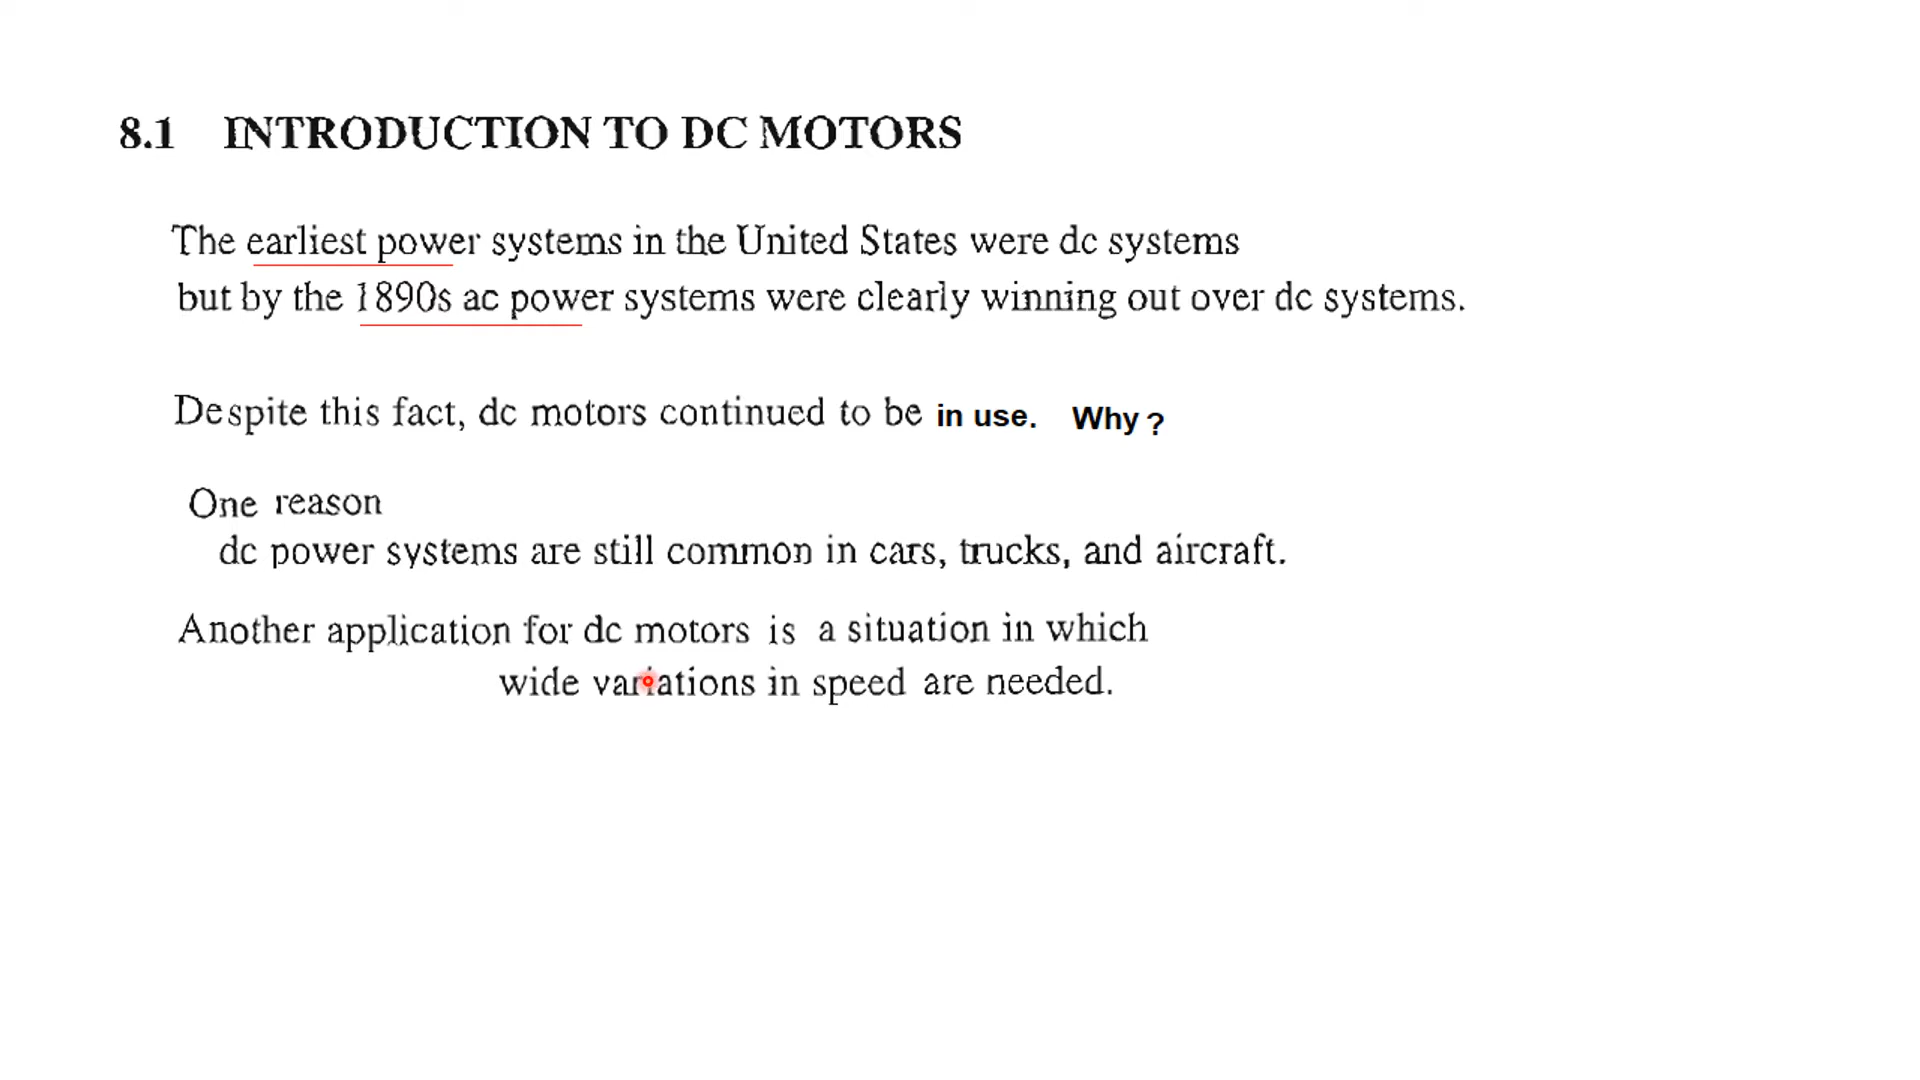 8.1 INTRODUCTION TO DC MOTORS
The earliest power systems in the United States were dc systems
but by the 1890s ac power systems were clearly winning out over dc systems.
Despite this fact, dc motors continued to be in use. Why?
One reason
dc power systems are still common in cars, trucks, and aircraft.
Another application for dc motors is a situation in which
wide variations in speed are needed.